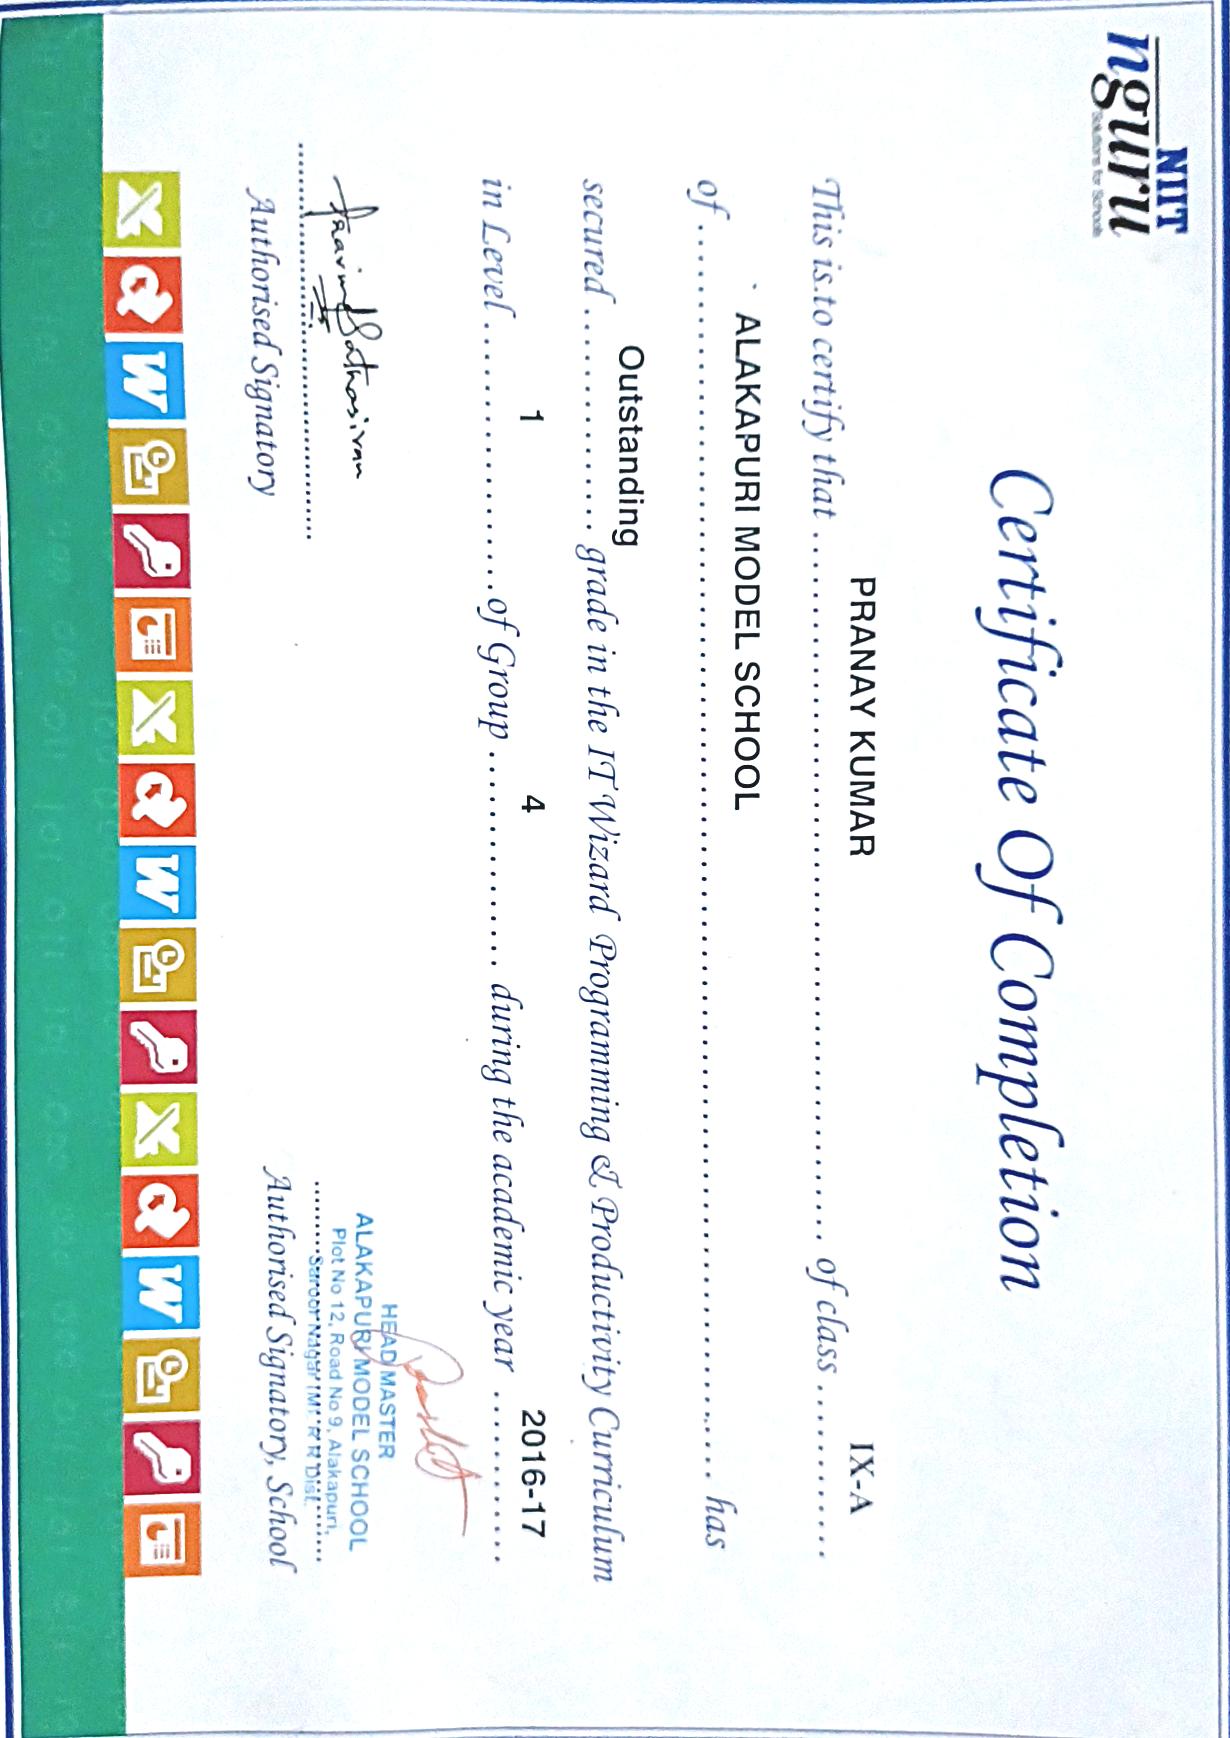 NIIT
nguru
Solutions for Schools
Certificate Of Completion
This is to certify that PRANAY KUMAR of class IX-A
of ALAKAPURI MODEL SCHOOL has
secured Outstanding grade in the IT Wizard Programming & Productivity Curriculum
in Level 1 of Group 4 during the academic year 2016-17
HEAD MASTER
ALAKAPURI MODEL SCHOOL
Plot No 12, Road No 9, Alakapuri,
Saroor Nagar (M), R R Dist.
Authorised Signatory
Authorised Signatory, School